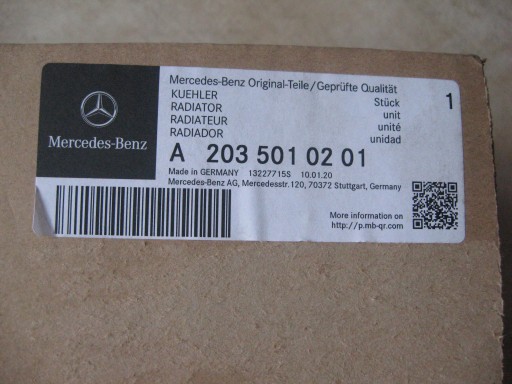 Mercedes-Benz
Mercedes-Benz Original-Teile/Geprüfte Qualität
KUEHLER Stück 1
RADIATOR unit
RADIATEUR unité
RADIADOR unidad
A 203 501 02 01
Made in GERMANY 13227715S 10.01.20
Mercedes-Benz AG, Mercedesstr.120, 70372 Stuttgart, Germany
More information on
http://p.mb-qr.com